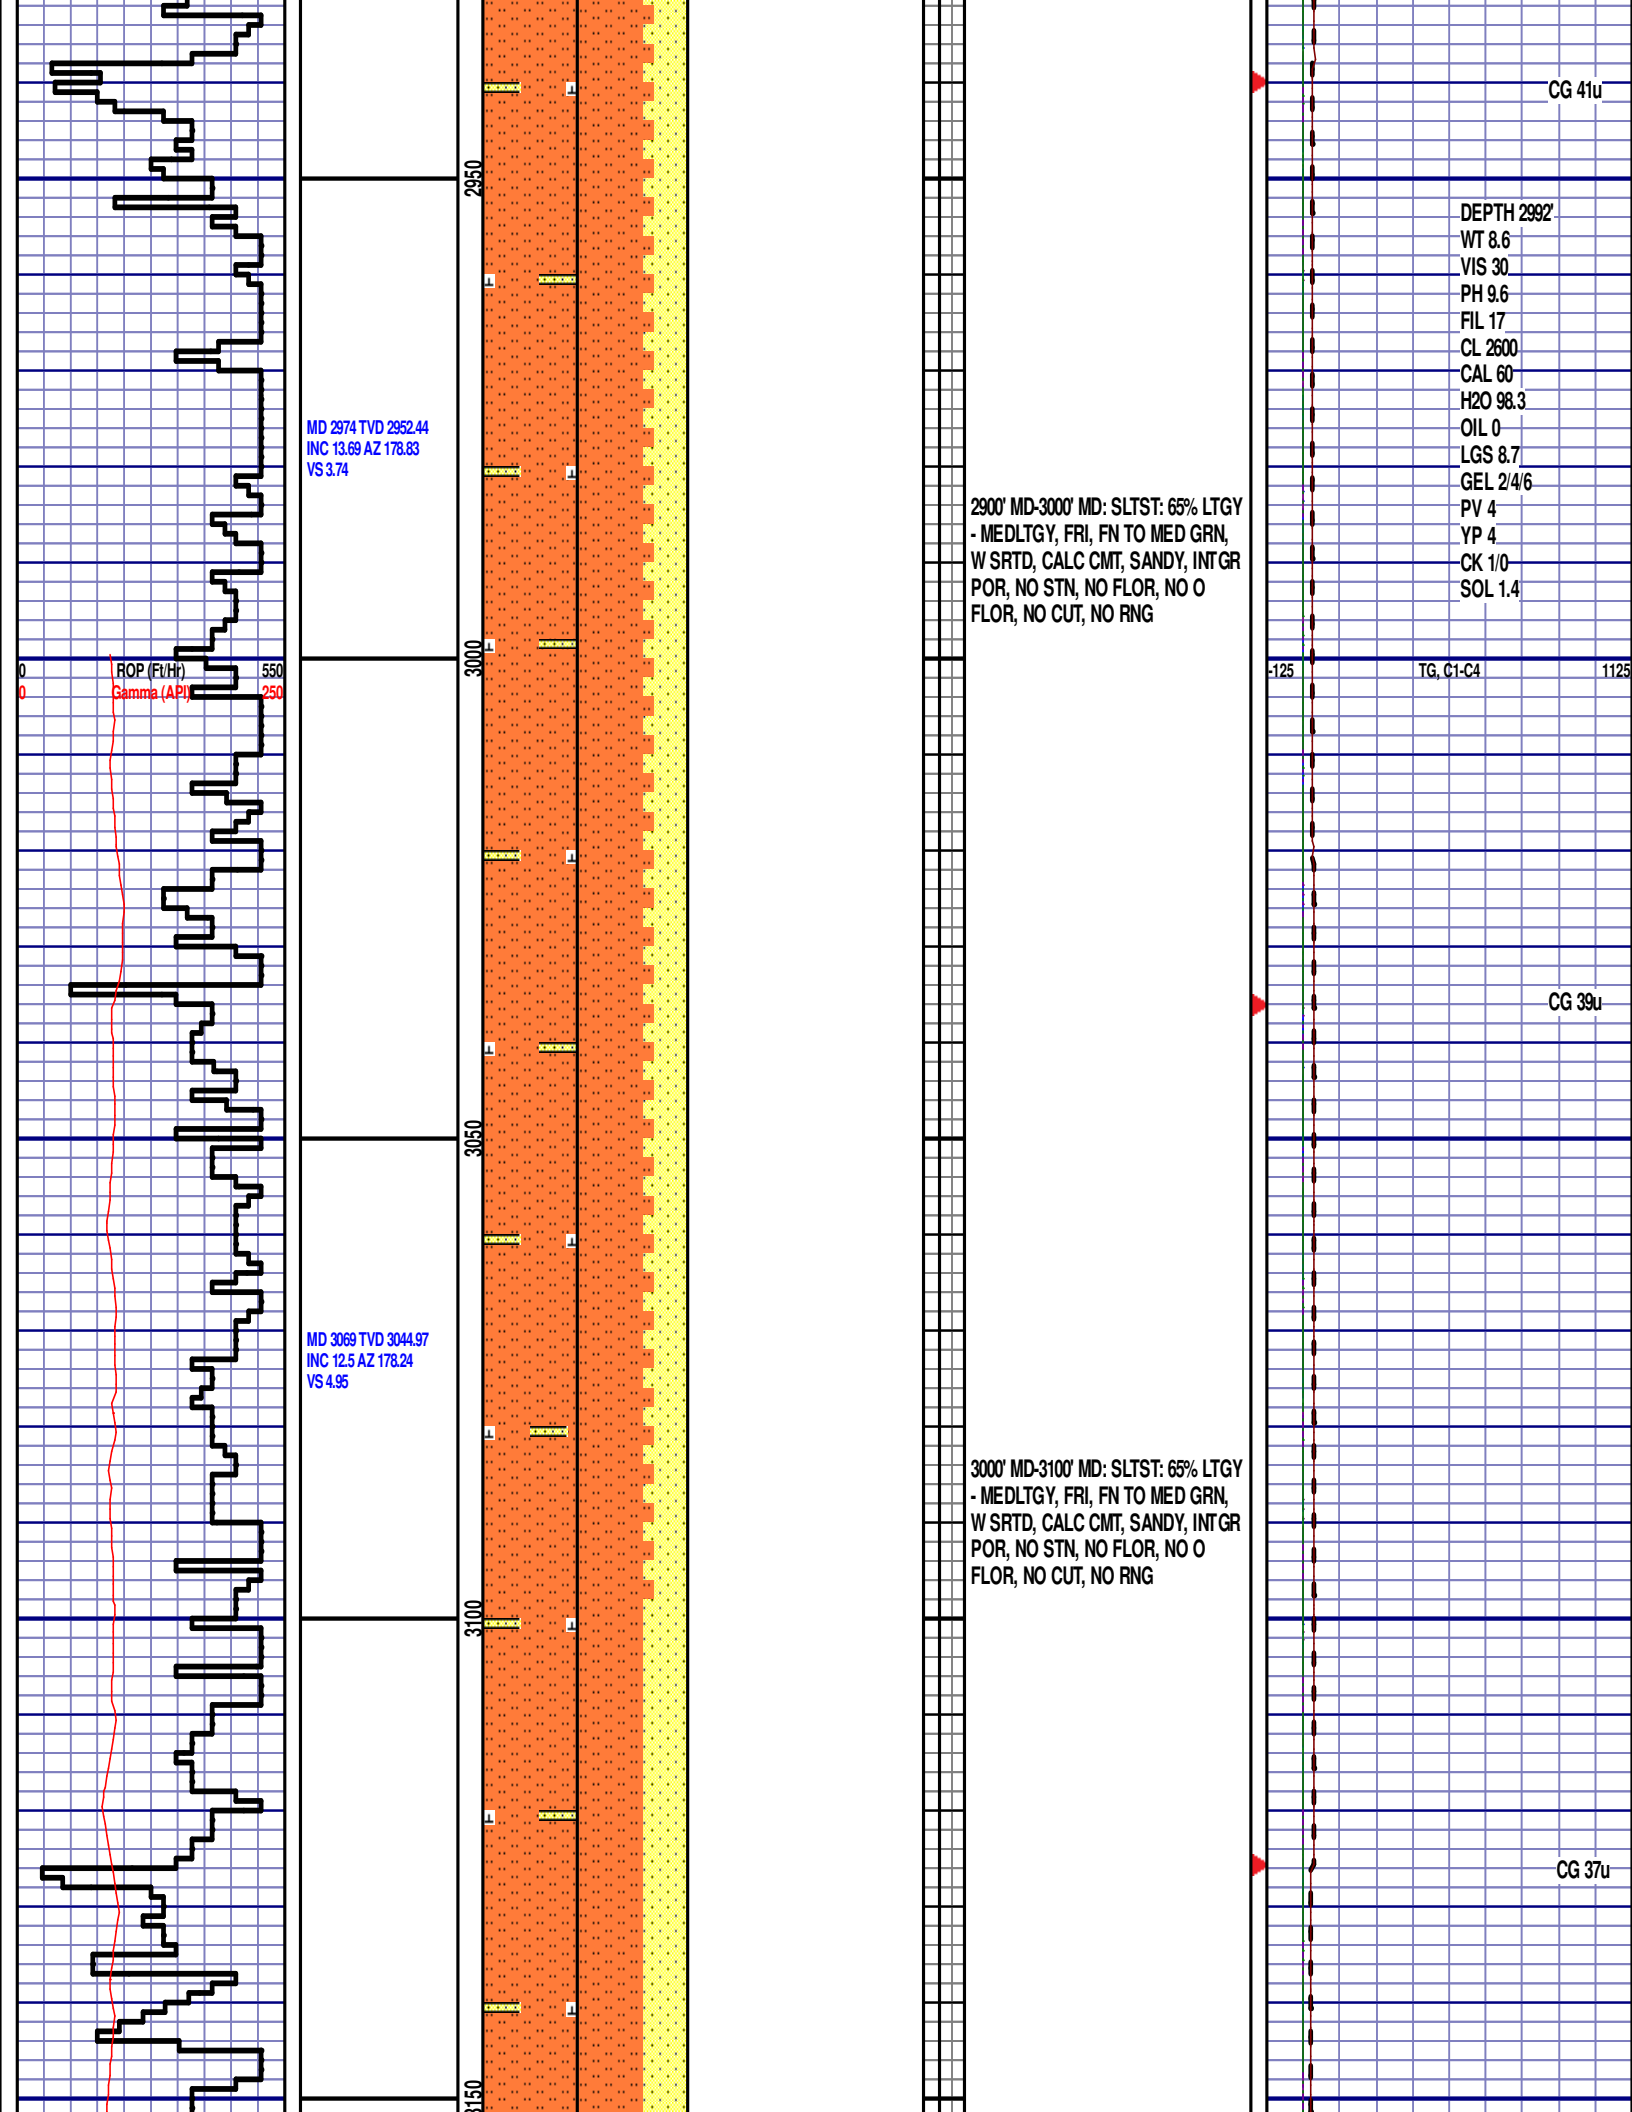 CG 41u
2950
DEPTH 2992'
WT 8.6
VIS 30
PH 9.6
FIL 17
CL 2600
CAL 60
H2O 98.3
OIL 0
LGS 8.7
GEL 2/4/6
PV 4
YP 4
CK 1/0
SOL 1.4
MD 2974 TVD 2952.44
INC 13.69 AZ 178.83
VS 3.74
2900' MD-3000' MD: SLTST: 65% LTGY
- MEDLTGY, FRI, FN TO MED GRN,
W SRTD, CALC CMT, SANDY, INTGR
POR, NO STN, NO FLOR, NO O
FLOR, NO CUT, NO RNG
3000
0 ROP (Ft/Hr) 550
0 Gamma (API) 250
-125 TG, C1-C4 1125
CG 39u
3050
MD 3069 TVD 3044.97
INC 12.5 AZ 178.24
VS 4.95
3000' MD-3100' MD: SLTST: 65% LTGY
- MEDLTGY, FRI, FN TO MED GRN,
W SRTD, CALC CMT, SANDY, INTGR
POR, NO STN, NO FLOR, NO O
FLOR, NO CUT, NO RNG
3100
CG 37u
3150